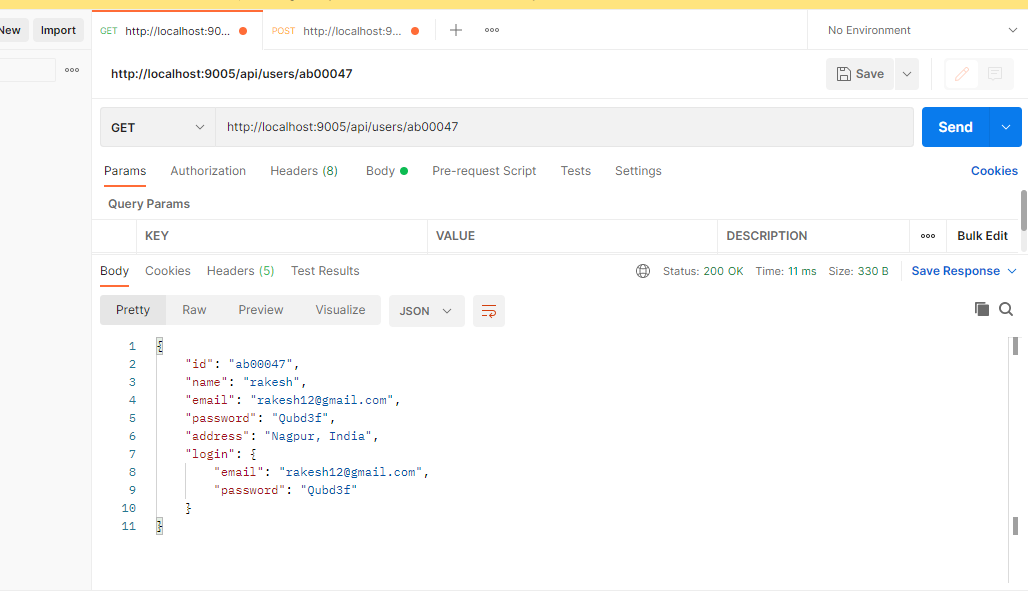 New Import GET http://localhost:90... POST http://localhost:9... No Environment
http://localhost:9005/api/users/ab00047 Save
GET http://localhost:9005/api/users/ab00047 Send
Params Authorization Headers (8) Body Pre-request Script Tests Settings Cookies
Query Params
KEY VALUE DESCRIPTION Bulk Edit
Body Cookies Headers (5) Test Results Status: 200 OK Time: 11 ms Size: 330 B Save Response
Pretty Raw Preview Visualize JSON
1 {
2 "id": "ab00047",
3 "name": "rakesh",
4 "email": "rakesh12@gmail.com",
5 "password": "Qubd3f",
6 "address": "Nagpur, India",
7 "login": {
8 "email": "rakesh12@gmail.com",
9 "password": "Qubd3f"
10 }
11 }